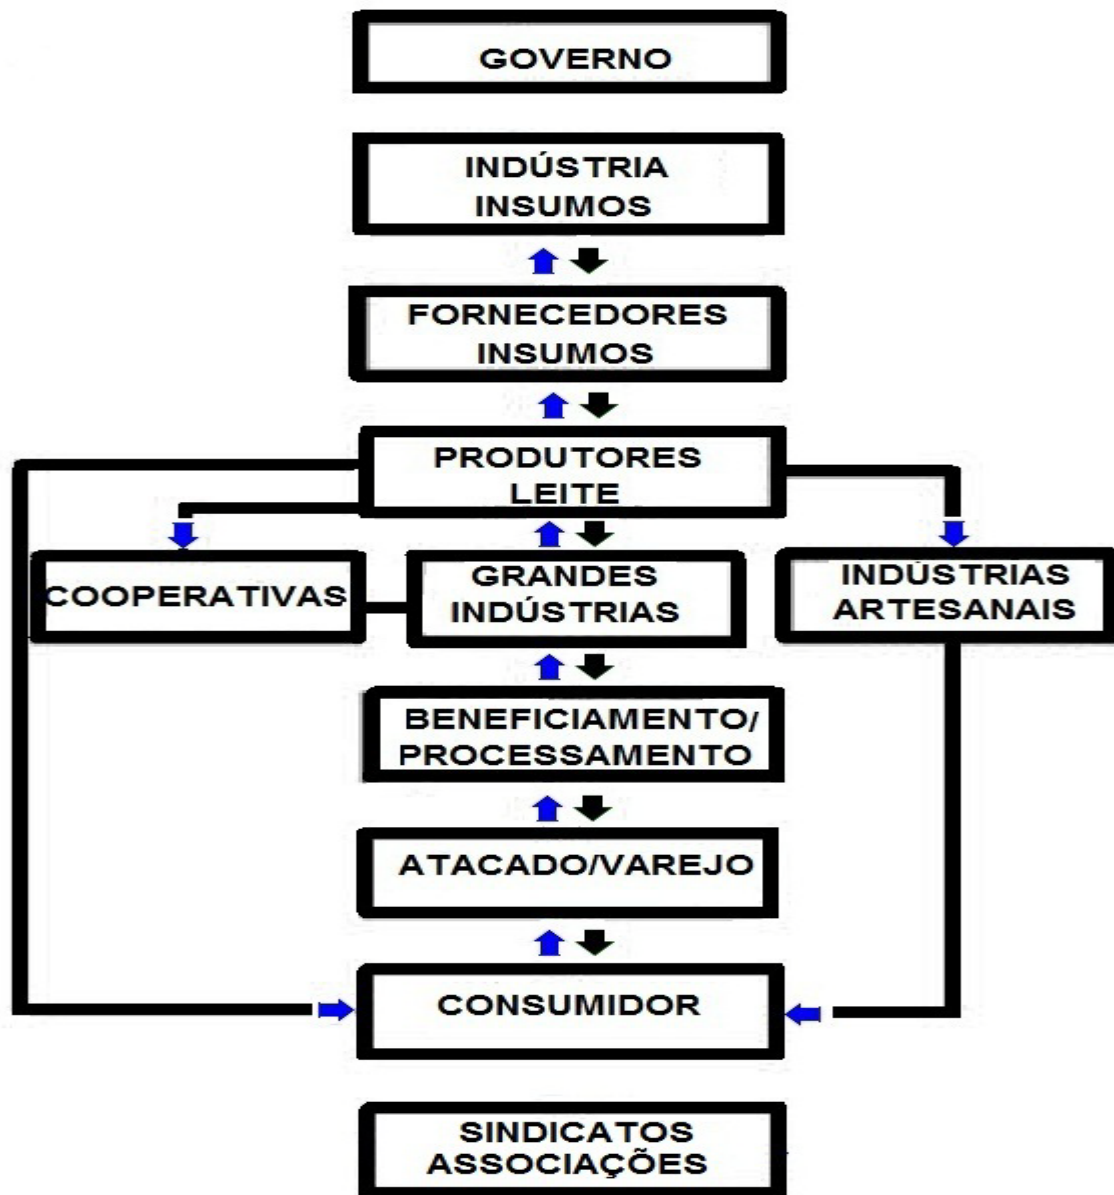 GOVERNO
INDÚSTRIA
INSUMOS
FORNECEDORES
INSUMOS
PRODUTORES
LEITE
COOPERATIVAS
GRANDES
INDÚSTRIAS
INDÚSTRIAS
ARTESANAIS
BENEFICIAMENTO/
PROCESSAMENTO
ATACADO/VAREJO
CONSUMIDOR
SINDICATOS
ASSOCIAÇÕES